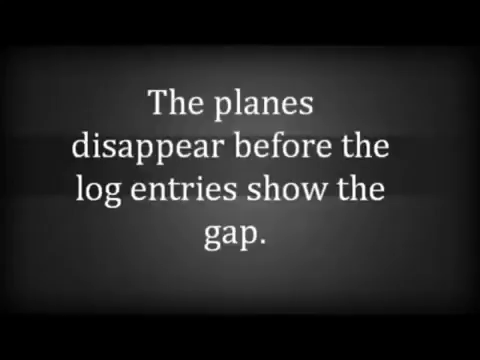 The planes
disappear before the
log entries show the
gap.